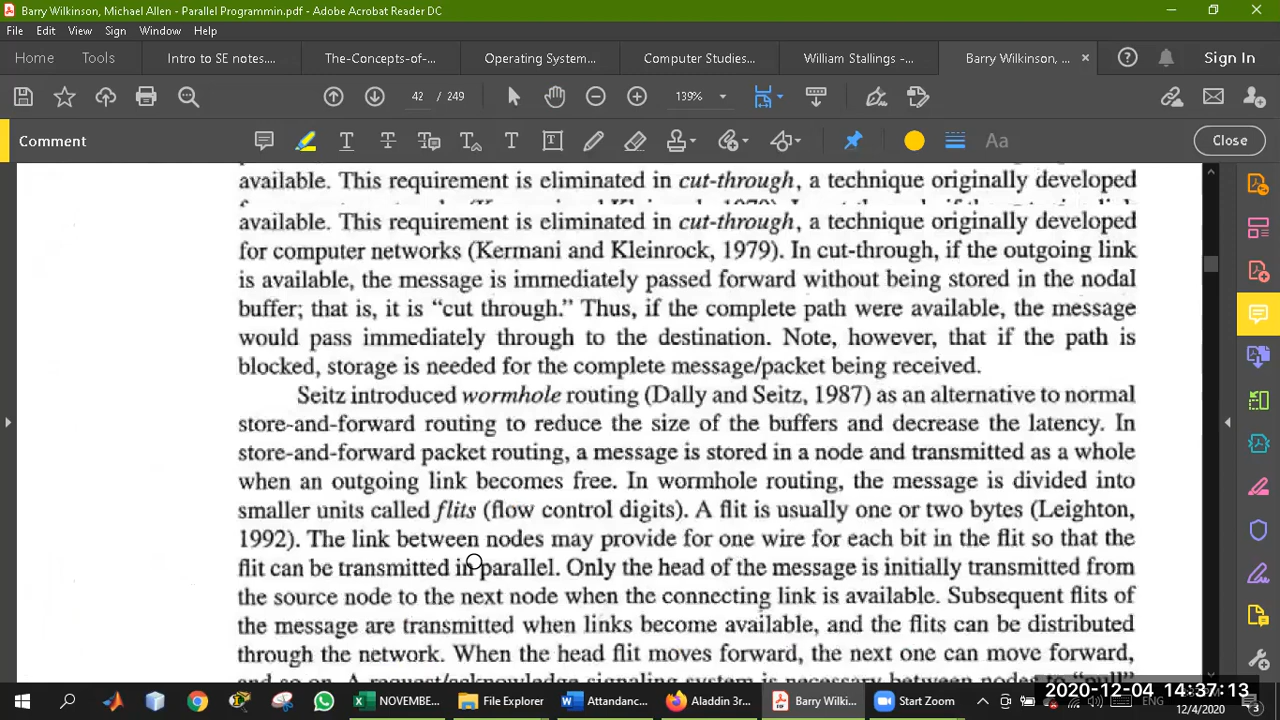 Barry Wilkinson, Michael Allen - Parallel Programmin.pdf - Adobe Acrobat Reader DC
File Edit View Sign Window Help
Home Tools Intro to SE notes.... The-Concepts-of-... Operating System... Computer Studies... William Stallings -... Barry Wilkinson, ... × Sign In
42 / 249 139%
Comment Aa Close
available. This requirement is eliminated in cut-through, a technique originally developed
available. This requirement is eliminated in cut-through, a technique originally developed
for computer networks (Kermani and Kleinrock, 1979). In cut-through, if the outgoing link
is available, the message is immediately passed forward without being stored in the nodal
buffer; that is, it is “cut through.” Thus, if the complete path were available, the message
would pass immediately through to the destination. Note, however, that if the path is
blocked, storage is needed for the complete message/packet being received.
Seitz introduced wormhole routing (Dally and Seitz, 1987) as an alternative to normal
store-and-forward routing to reduce the size of the buffers and decrease the latency. In
store-and-forward packet routing, a message is stored in a node and transmitted as a whole
when an outgoing link becomes free. In wormhole routing, the message is divided into
smaller units called flits (flow control digits). A flit is usually one or two bytes (Leighton,
1992). The link between nodes may provide for one wire for each bit in the flit so that the
flit can be transmitted in parallel. Only the head of the message is initially transmitted from
the source node to the next node when the connecting link is available. Subsequent flits of
the message are transmitted when links become available, and the flits can be distributed
through the network. When the head flit moves forward, the next one can move forward,
and so on. A request/acknowledge signaling system is necessary between nodes to “pull”
2020-12-04 14:37:13
NOVEMBE... File Explorer Attendanc... Aladdin 3r... Barry Wilki... Start Zoom ENG 12/4/2020 3